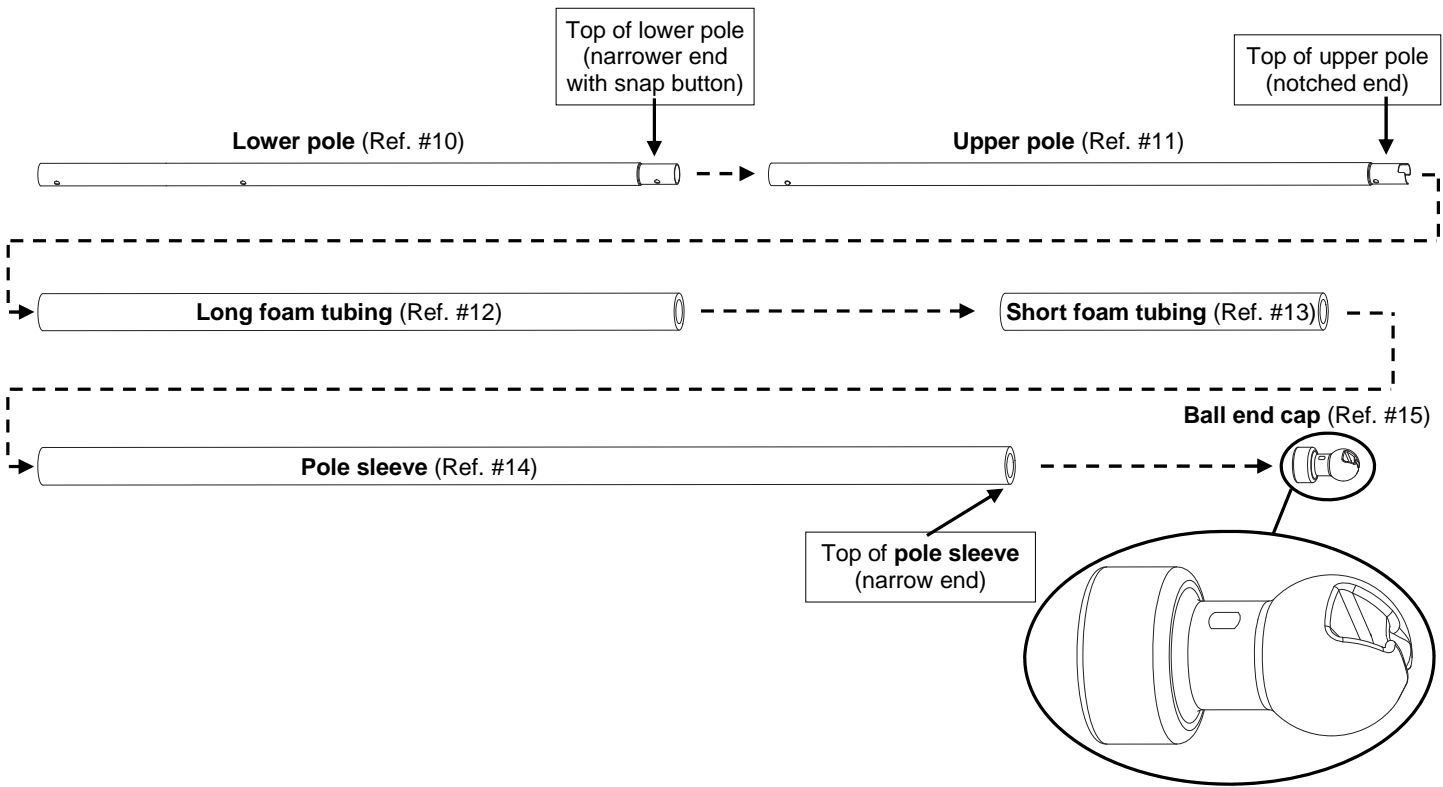 Top of lower pole
(narrower end
with snap button)
Top of upper pole
(notched end)
Lower pole (Ref. #10)
Upper pole (Ref. #11)
Long foam tubing (Ref. #12)
Short foam tubing (Ref. #13)
Ball end cap (Ref. #15)
Pole sleeve (Ref. #14)
Top of pole sleeve
(narrow end)